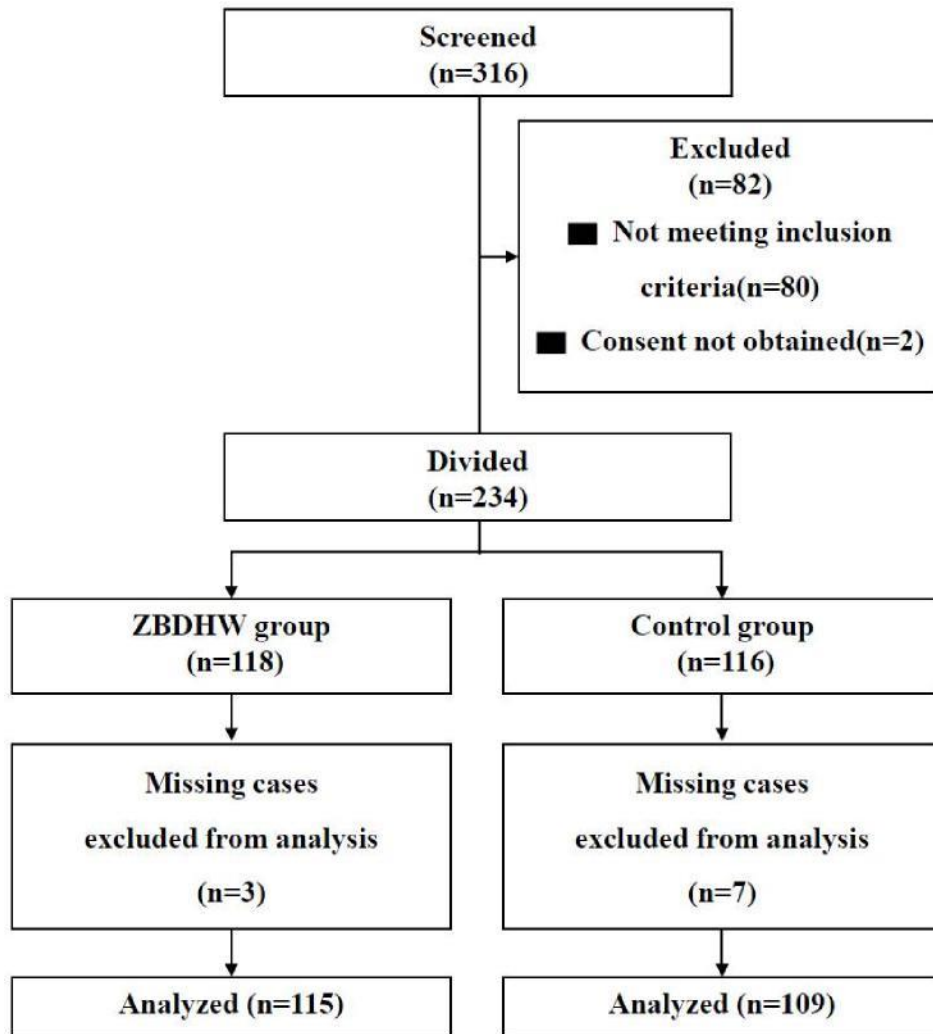 Screened
(n=316)
Excluded
(n=82)
Not meeting inclusion
criteria(n=80)
Consent not obtained(n=2)
Divided
(n=234)
ZBDHW group
(n=118)
Control group
(n=116)
Missing cases
excluded from analysis
(n=3)
Missing cases
excluded from analysis
(n=7)
Analyzed (n=115)
Analyzed (n=109)